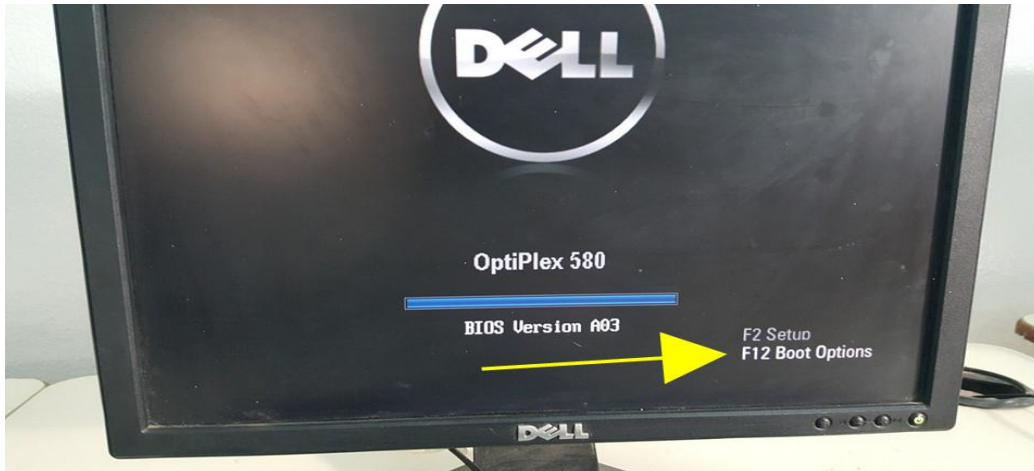 DELL
OptiPlex 580
BIOS Version A03
F2 Setup
F12 Boot Options
DELL